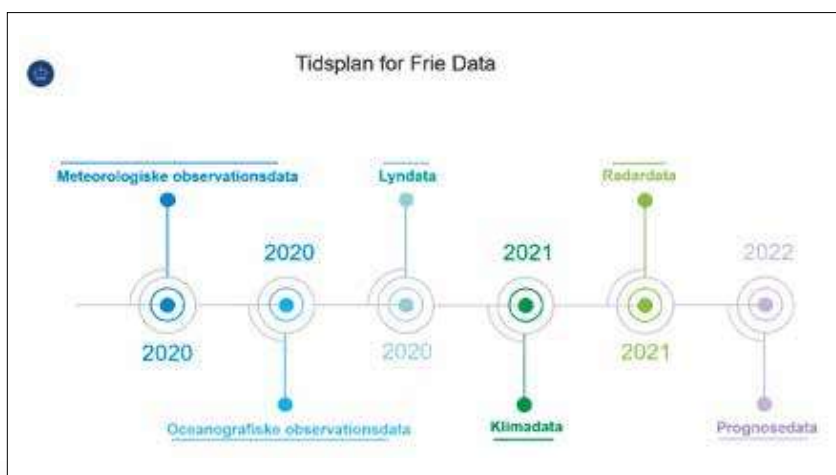 Tidsplan for Frie Data
Meteorologiske observationsdata
Lyndata
Radardata
2020
2021
2022
2020
2020
2021
Oceanografiske observationsdata
Klimadata
Prognosedata